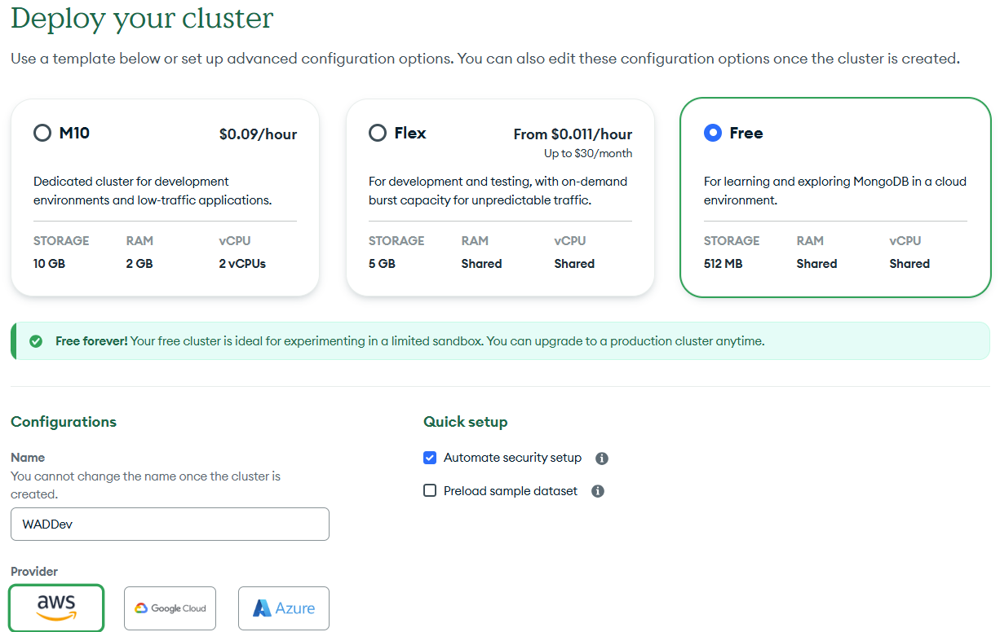 Deploy your cluster
Use a template below or set up advanced configuration options. You can also edit these configuration options once the cluster is created.
M10
$0.09/hour
Dedicated cluster for development
environments and low-traffic applications.
STORAGE RAM vCPU
10 GB 2 GB 2 vCPUs
Flex
From $0.011/hour
Up to $30/month
For development and testing, with on-demand
burst capacity for unpredictable traffic.
STORAGE RAM vCPU
5 GB Shared Shared
Free
For learning and exploring MongoDB in a cloud
environment.
STORAGE RAM vCPU
512 MB Shared Shared
Free forever! Your free cluster is ideal for experimenting in a limited sandbox. You can upgrade to a production cluster anytime.
Configurations
Name
You cannot change the name once the cluster is
created.
WADDev
Provider
aws
Google Cloud
Azure
Quick setup
Automate security setup
Preload sample dataset